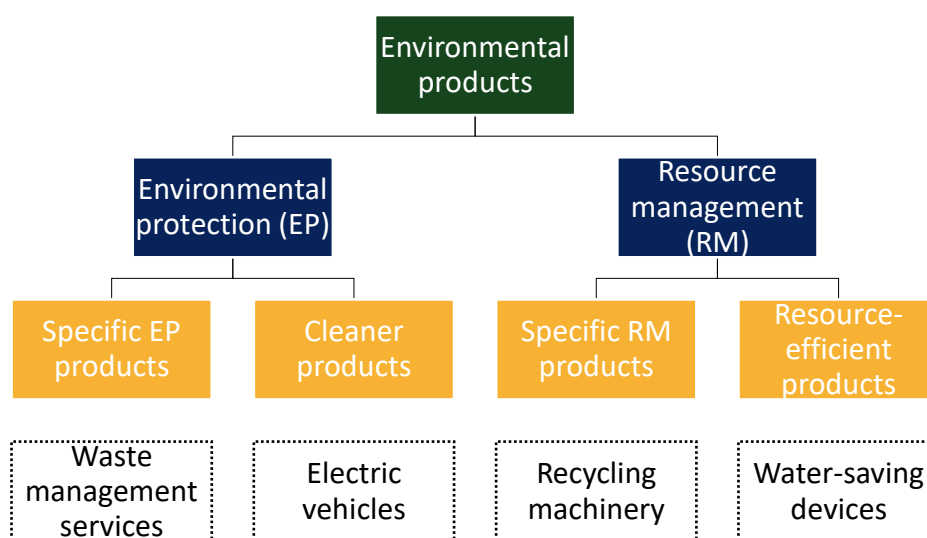 Environmental
products
Environmental
protection (EP)
Resource
management
(RM)
Specific EP
products
Cleaner
products
Specific RM
products
Resource-
efficient
products
Waste
management
services
Electric
vehicles
Recycling
machinery
Water-saving
devices